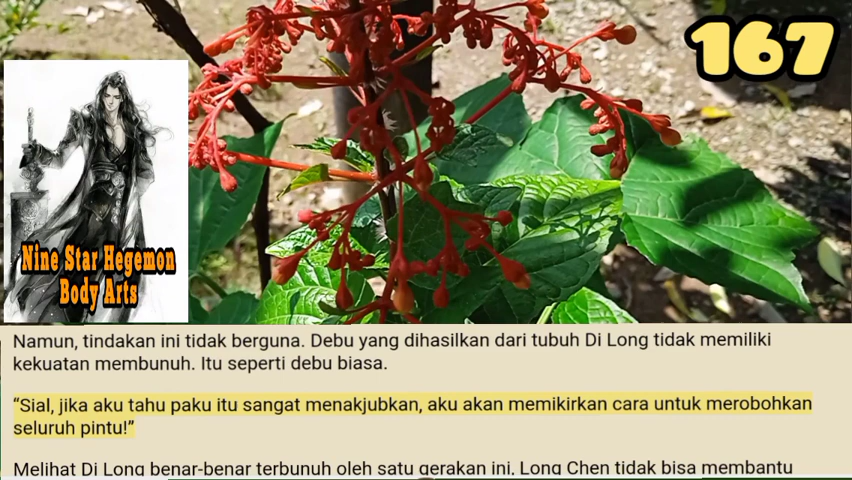 167
Nine Star Hegemon
Body Arts
Namun, tindakan ini tidak berguna. Debu yang dihasilkan dari tubuh Di Long tidak memiliki
kekuatan membunuh. Itu seperti debu biasa.
“Sial, jika aku tahu paku itu sangat menakjubkan, aku akan memikirkan cara untuk merobohkan
seluruh pintu!”
Melihat Di Long benar-benar terbunuh oleh satu gerakan ini, Long Chen tidak bisa membantu